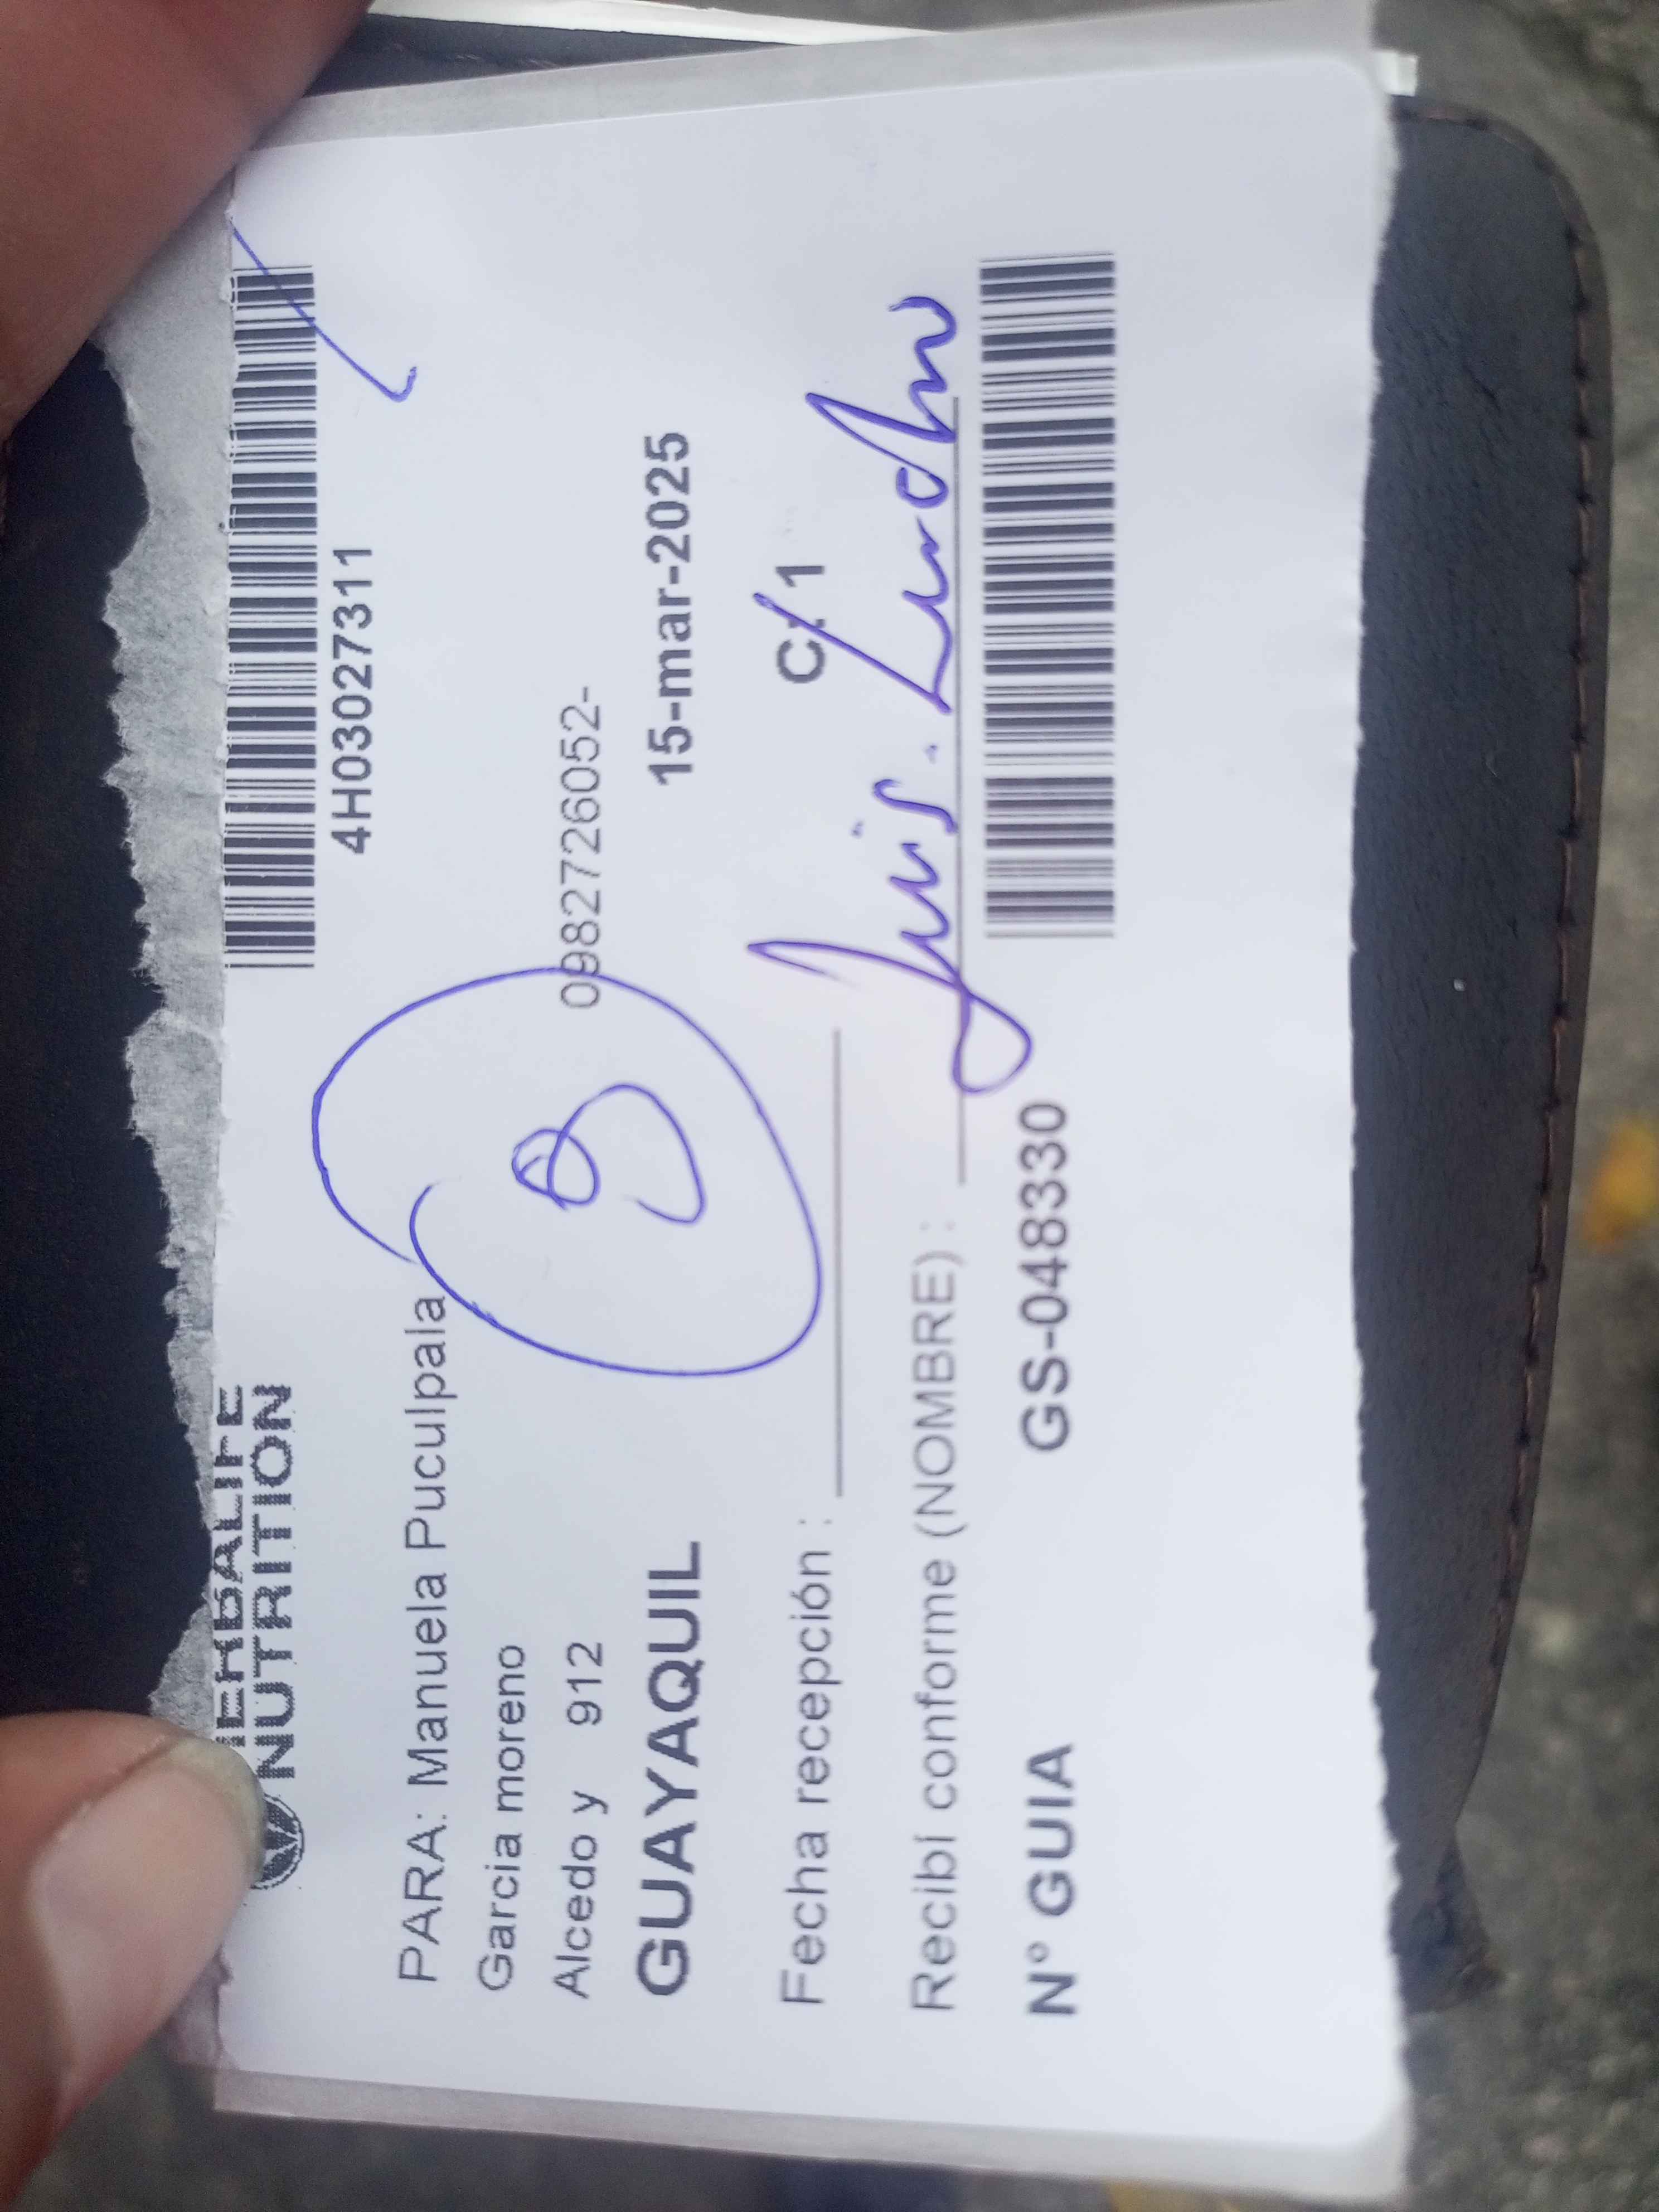 HERBALIFE
NUTRITION
4H03027311
PARA: Manuela Puculpala
Garcia moreno
Alcedo y 912 0982726052-
GUAYAQUIL 15-mar-2025
Fecha recepción : C/1
Recibí conforme (NOMBRE) : Luis.
N° GUIA GS-048330